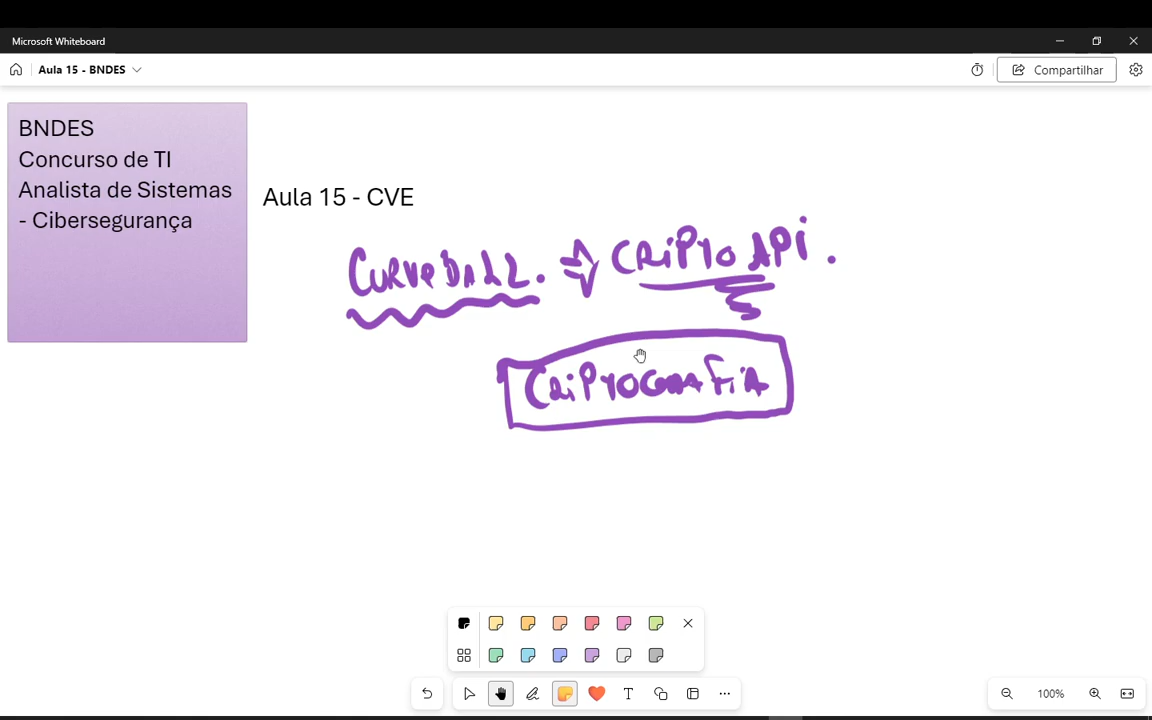 Microsoft Whiteboard
Aula 15 - BNDES
Compartilhar
BNDES
Concurso de TI
Analista de Sistemas
- Cibersegurança
Aula 15 - CVE
CURVEBALL. CRiPTO API.
CRiPTOGRAFiA
100%